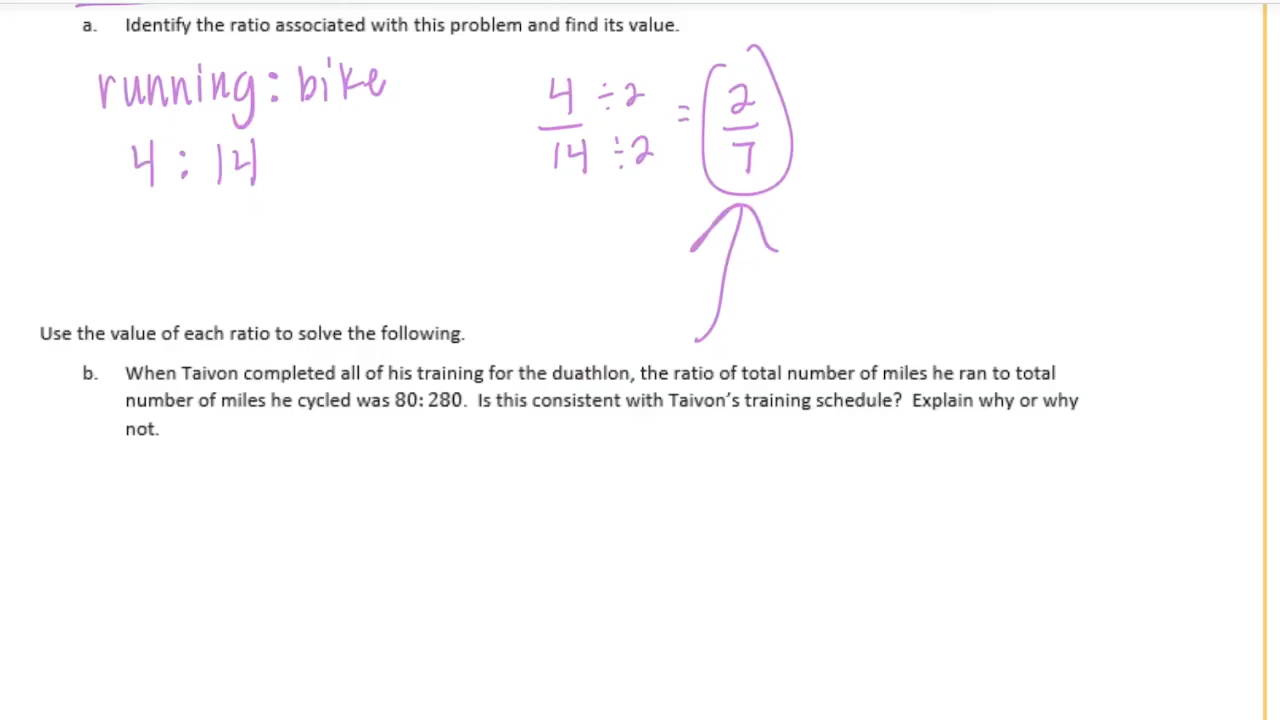 a. Identify the ratio associated with this problem and find its value.
running: bike
4 : 14
4 ÷2
14 ÷2
= 2
7
Use the value of each ratio to solve the following.
b. When Taivon completed all of his training for the duathlon, the ratio of total number of miles he ran to total
number of miles he cycled was 80: 280. Is this consistent with Taivon’s training schedule? Explain why or why
not.